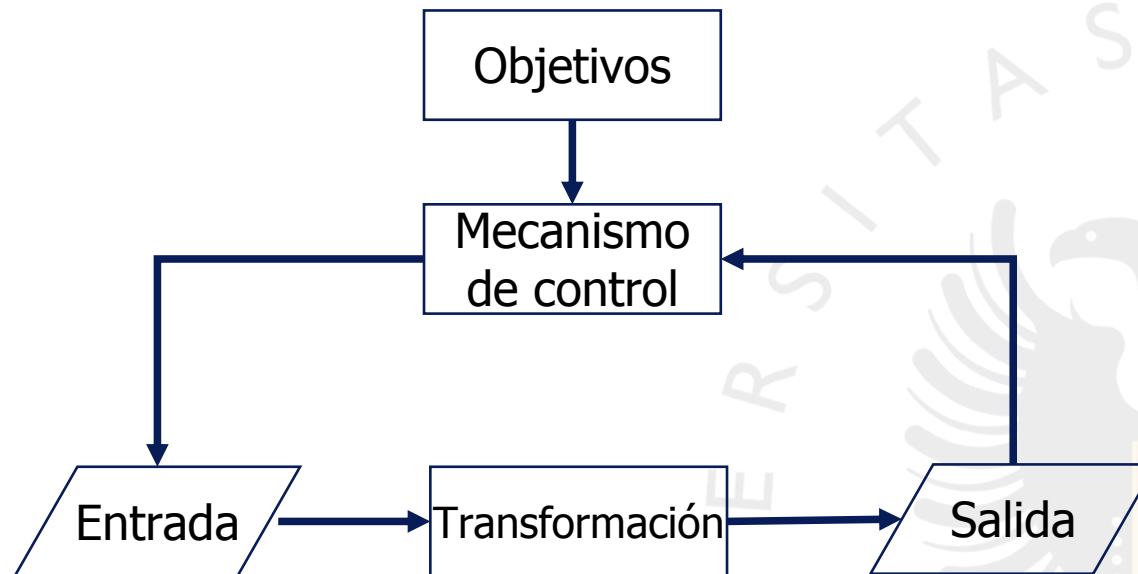 Objetivos
Mecanismo
de control
Entrada
Transformación
Salida
E R S I T A S